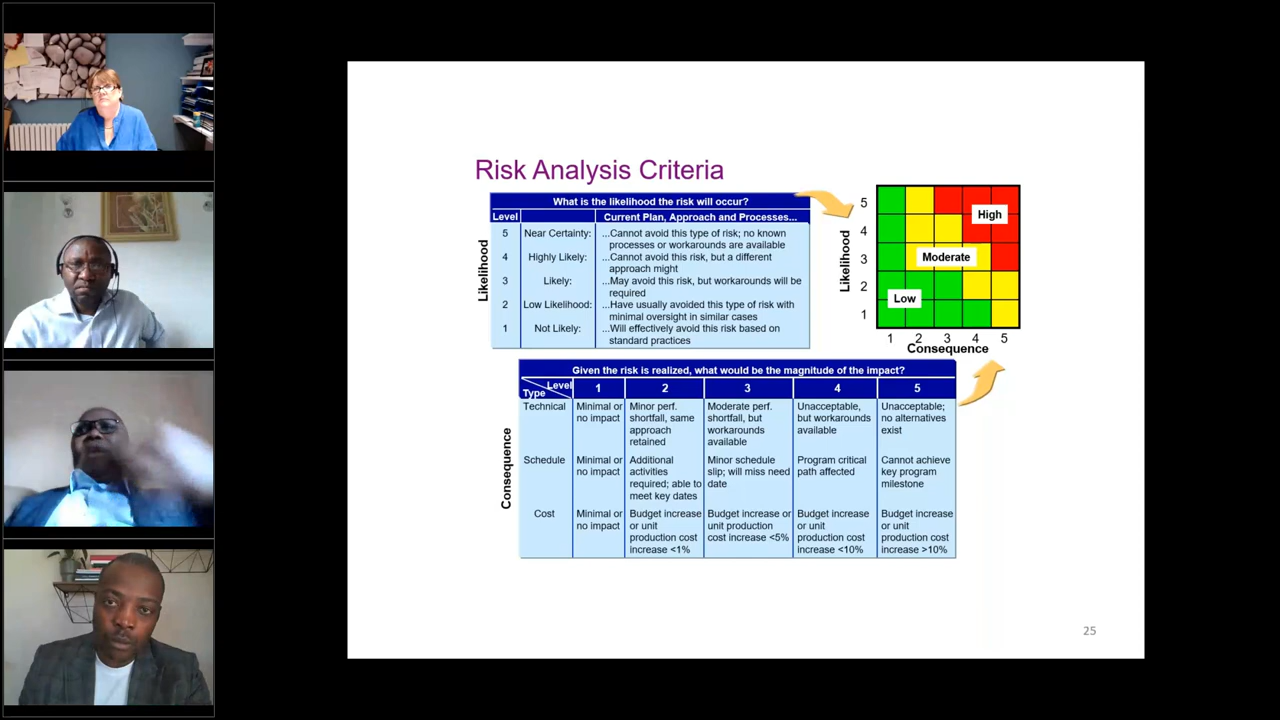 Risk Analysis Criteria
What is the likelihood the risk will occur?
Level Current Plan, Approach and Processes...
Likelihood
5 Near Certainty: ...Cannot avoid this type of risk; no known
processes or workarounds are available
4 Highly Likely: ...Cannot avoid this risk, but a different
approach might
3 Likely: ...May avoid this risk, but workarounds will be
required
2 Low Likelihood: ...Have usually avoided this type of risk with
minimal oversight in similar cases
1 Not Likely: ...Will effectively avoid this risk based on
standard practices
Likelihood
5
4
3
2
1
High
Moderate
Low
1 2 3 4 5
Consequence
Given the risk is realized, what would be the magnitude of the impact?
Type Level 1 2 3 4 5
Consequence
Technical
Minimal or
no impact
Minor perf.
shortfall, same
approach
retained
Moderate perf.
shortfall, but
workarounds
available
Unacceptable,
but workarounds
available
Unacceptable;
no alternatives
exist
Schedule
Minimal or
no impact
Additional
activities
required; able to
meet key dates
Minor schedule
slip; will miss need
date
Program critical
path affected
Cannot achieve
key program
milestone
Cost
Minimal or
no impact
Budget increase
or unit
production cost
increase <1%
Budget increase or
unit production
cost increase <5%
Budget increase
or unit
production cost
increase <10%
Budget increase
or unit
production cost
increase >10%
25